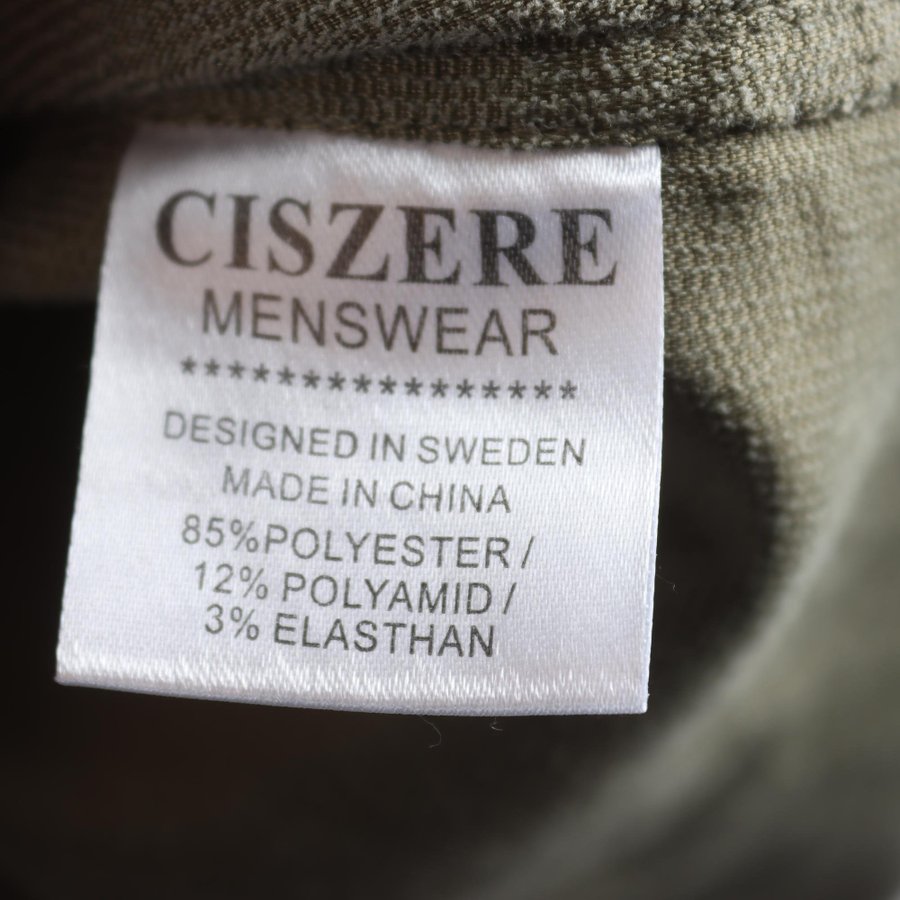 CISZERE
MENSWEAR
*****************
DESIGNED IN SWEDEN
MADE IN CHINA
85%POLYESTER /
12% POLYAMID /
3% ELASTHAN